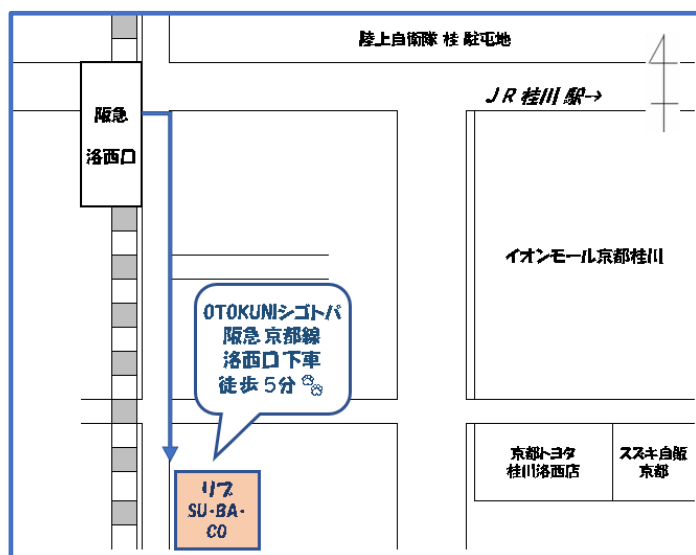 陸上自衛隊 桂 駐屯地
JR 桂川 駅→
阪急
洛西口
イオンモール京都桂川
OTOKUNIシゴトバ
阪急 京都線
洛西口 下車
徒歩 5分
京都トヨタ
桂川洛西店
スズキ自販
京都
リブ
SU・BA・
CO